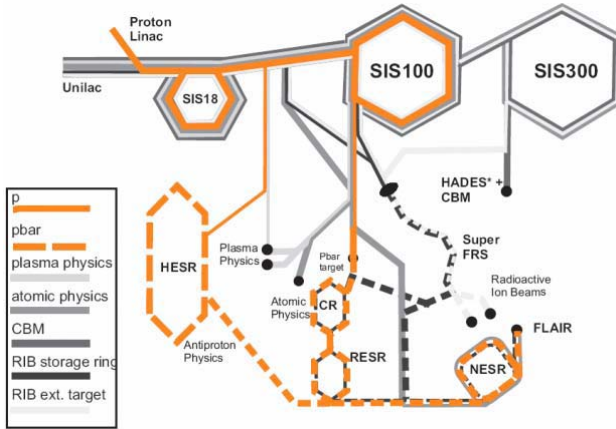 Proton
Linac
Unilac
SIS18
SIS100
SIS300
HADES* +
CBM
p
pbar
plasma physics
atomic physics
CBM
RIB storage ring
RIB ext. target
HESR
Plasma
Physics
Atomic
Physics
Pbar
target
Super
FRS
Radioactive
Ion Beams
CR
Antiproton
Physics
RESR
FLAIR
NESR